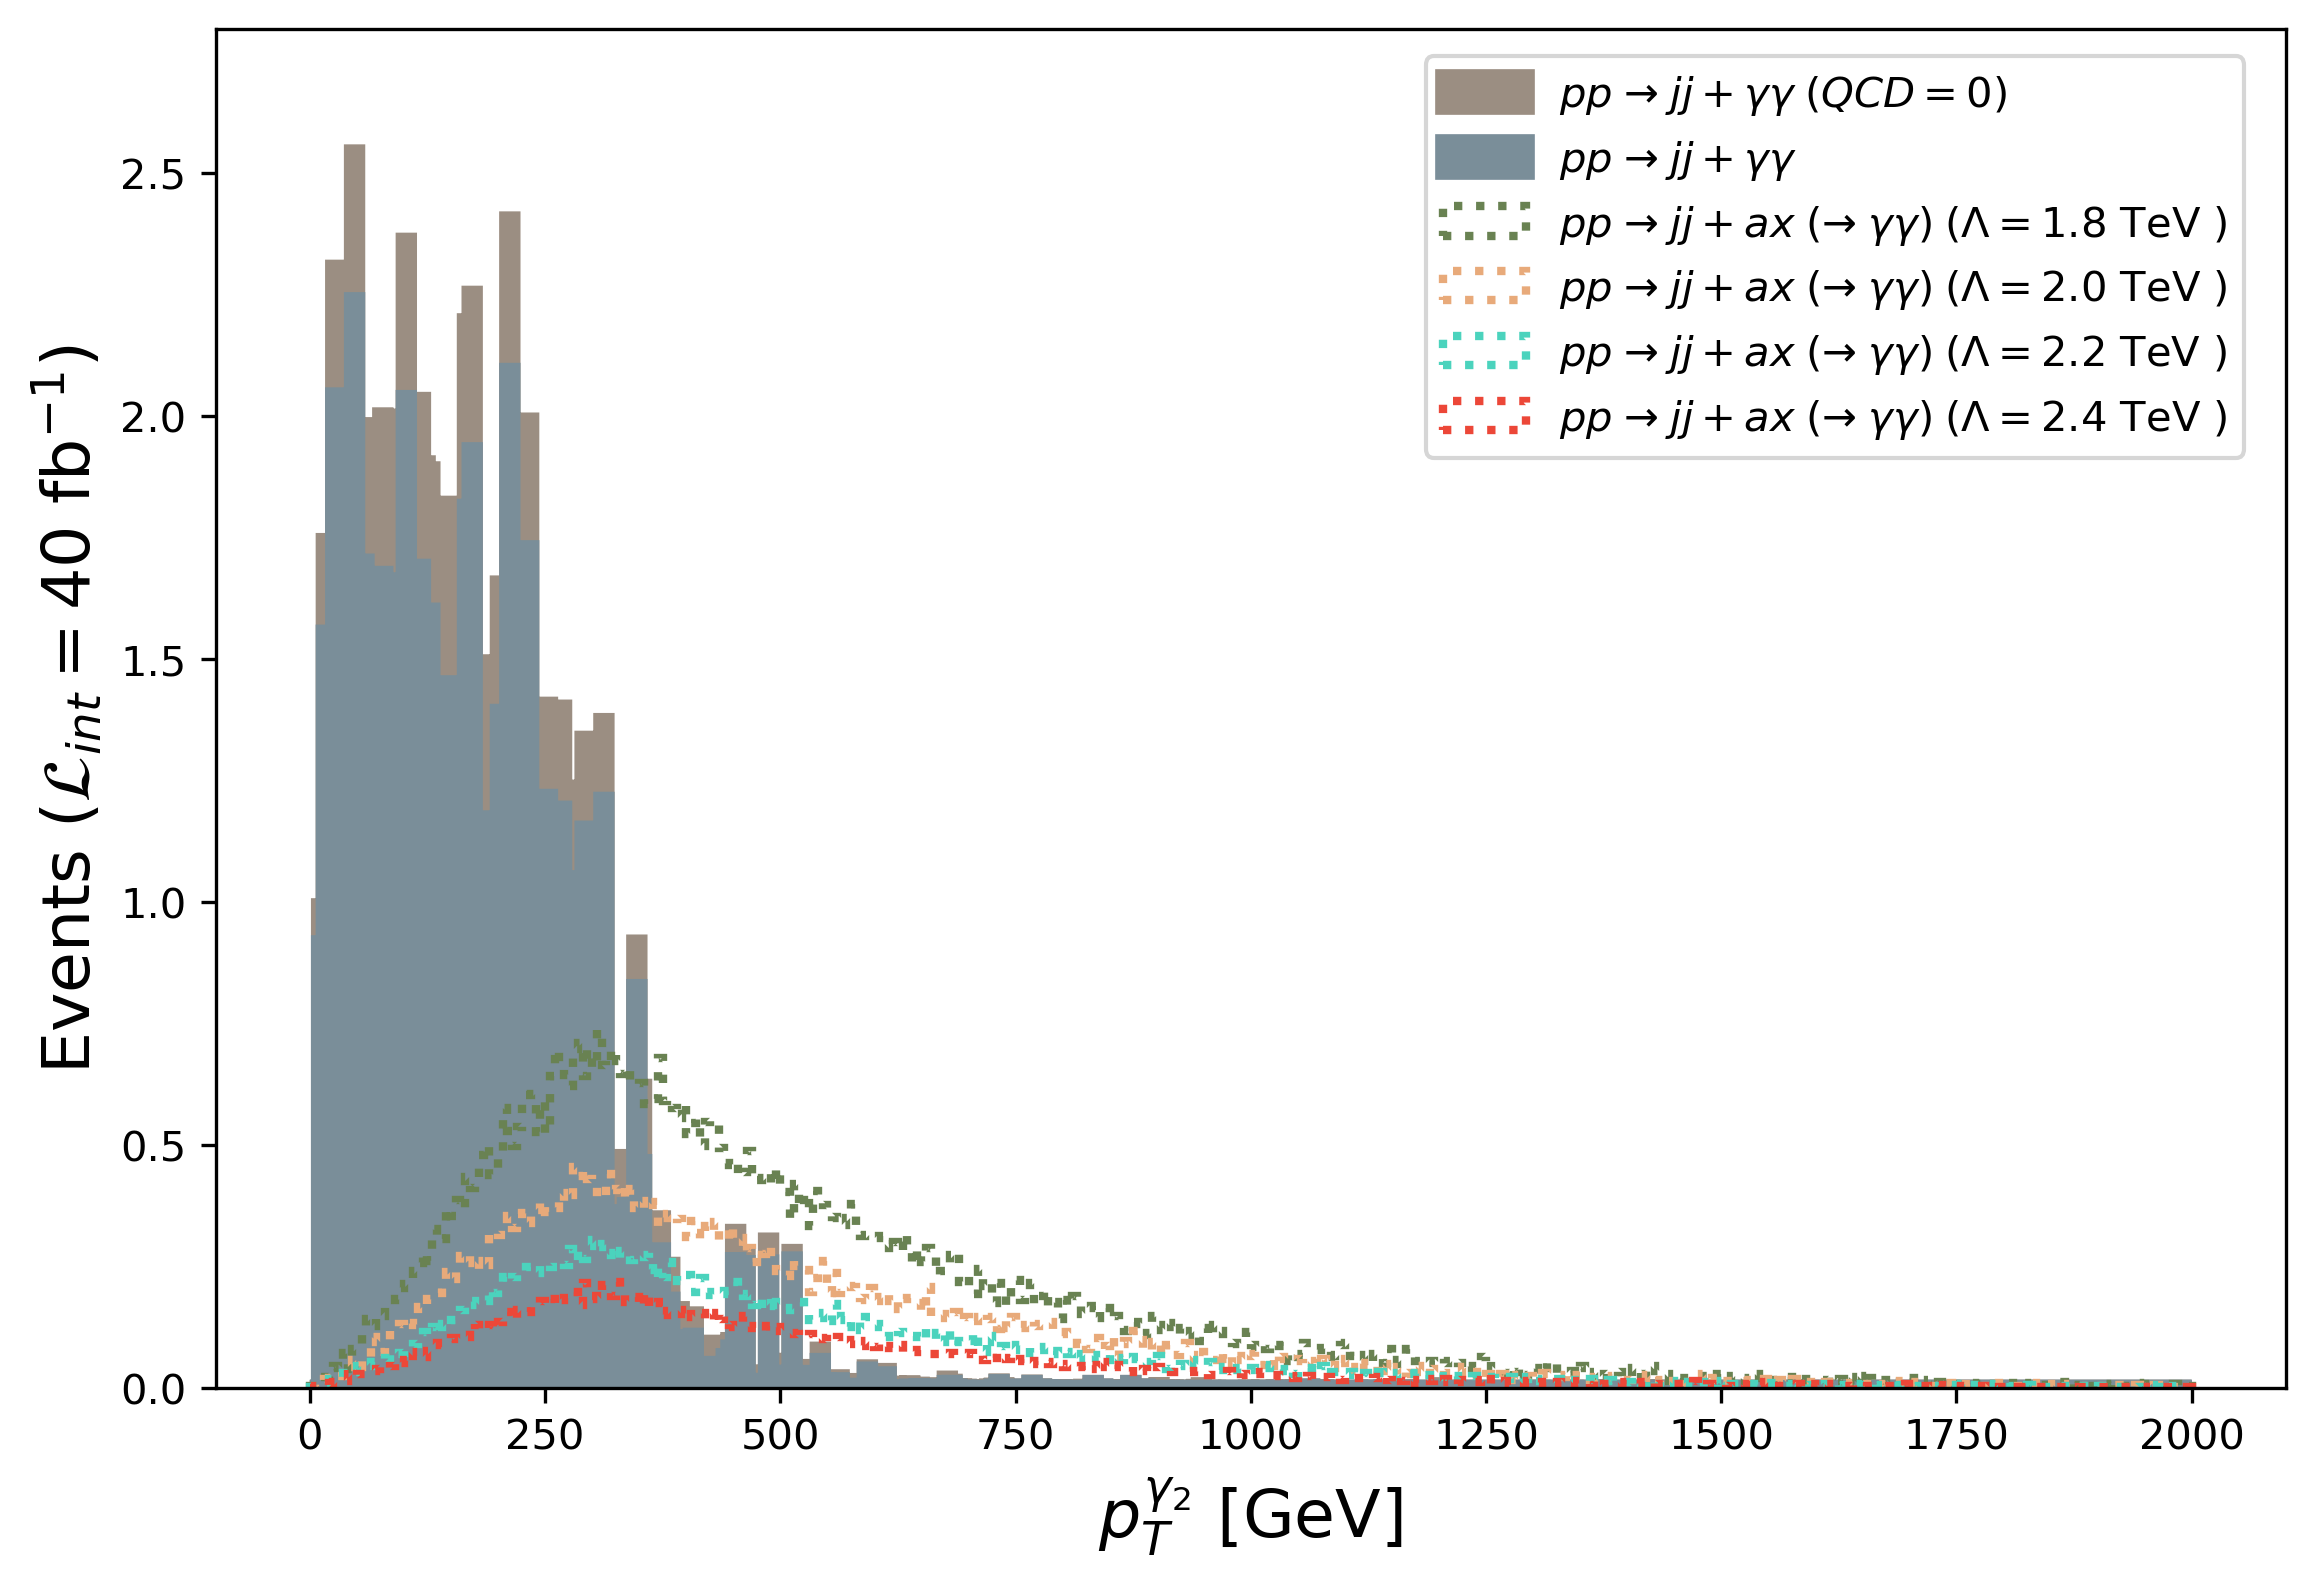 pp → jj + γγ (QCD = 0)
pp → jj + γγ
pp → jj + ax (→ γγ) (Λ = 1.8 TeV )
pp → jj + ax (→ γγ) (Λ = 2.0 TeV )
pp → jj + ax (→ γγ) (Λ = 2.2 TeV )
pp → jj + ax (→ γγ) (Λ = 2.4 TeV )
Events (ℒ_int = 40 fb⁻¹)
2.5
2.0
1.5
1.0
0.5
0.0
0 250 500 750 1000 1250 1500 1750 2000
p_T^{γ₂} [GeV]